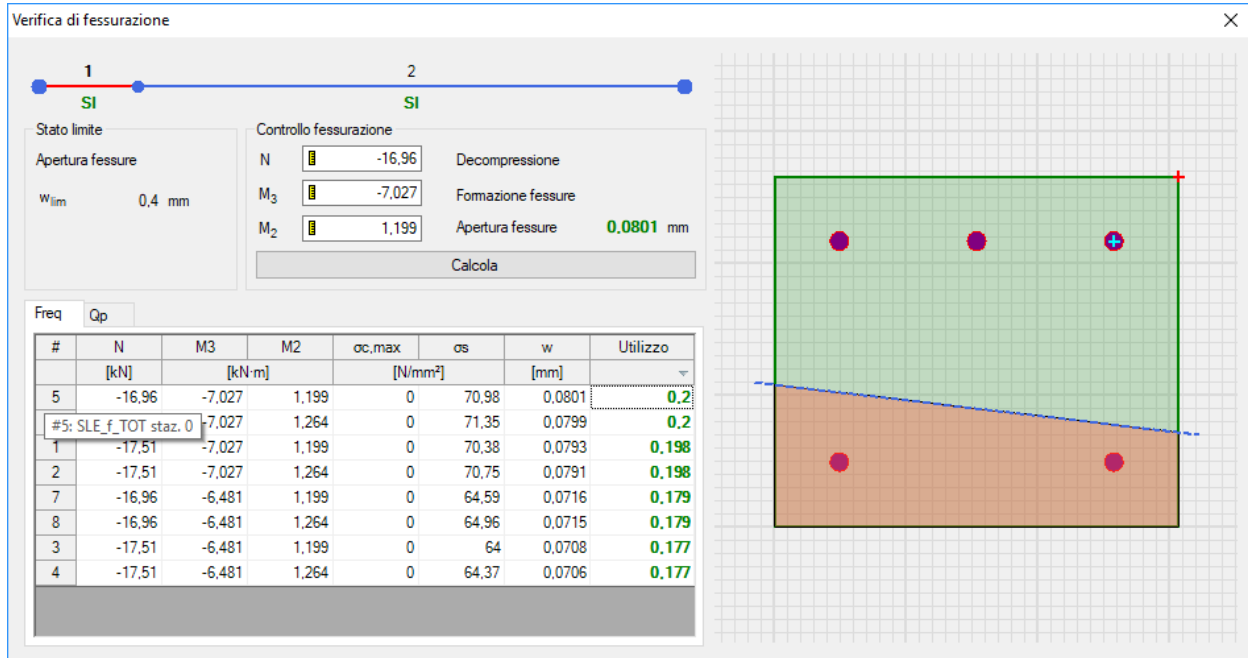 Verifica di fessurazione
1 2
SI SI
Stato limite
Apertura fessure
wlim 0,4 mm
Controllo fessurazione
N -16,96 Decompressione
M3 -7,027 Formazione fessure
M2 1,199 Apertura fessure 0,0801 mm
Calcola
Freq Qp
# N M3 M2 σc,max σs w Utilizzo
[kN] [kN·m] [N/mm²] [mm]
5 -16,96 -7,027 1,199 0 70,98 0,0801 0,2
#5: SLE_f_TOT staz. 0 -7,027 1,264 0 71,35 0,0799 0,2
1 -17,51 -7,027 1,199 0 70,38 0,0793 0,198
2 -17,51 -7,027 1,264 0 70,75 0,0791 0,198
7 -16,96 -6,481 1,199 0 64,59 0,0716 0,179
8 -16,96 -6,481 1,264 0 64,96 0,0715 0,179
3 -17,51 -6,481 1,199 0 64 0,0708 0,177
4 -17,51 -6,481 1,264 0 64,37 0,0706 0,177